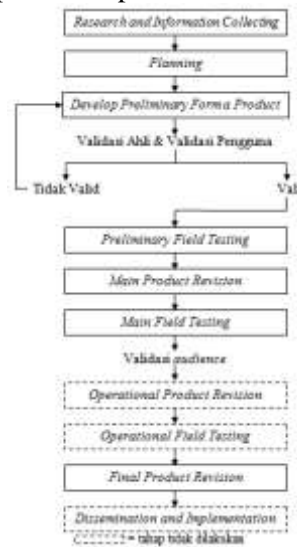 Research and Information Collecting
Planning
Develop Preliminary Form a Product
Validasi Ahli & Validasi Pengguna
Tidak Valid
Val
Preliminary Field Testing
Main Product Revision
Main Field Testing
Validasi audience
Operational Product Revision
Operational Field Testing
Final Product Revision
Dissemination and Implementation
= tahap tidak dilakukan